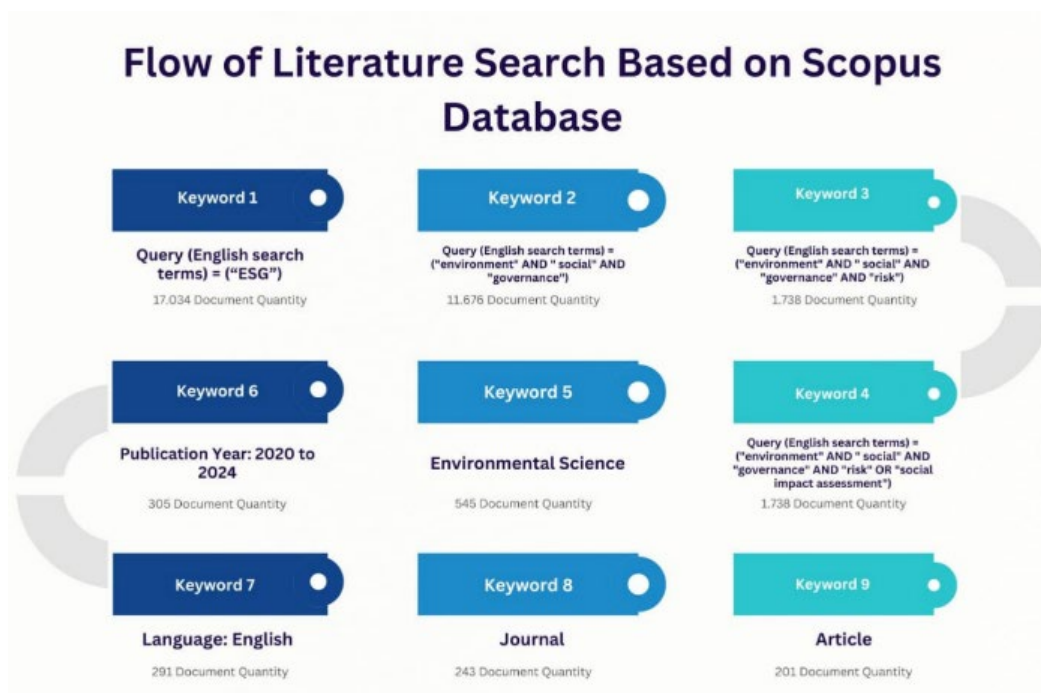 Flow of Literature Search Based on Scopus
Database
Keyword 1
Query (English search
terms) = (“ESG”)
17.034 Document Quantity
Keyword 2
Query (English search terms) =
("environment" AND " social" AND
"governance")
11.676 Document Quantity
Keyword 3
Query (English search terms) =
("environment" AND " social" AND
"governance" AND "risk")
1.738 Document Quantity
Keyword 4
Query (English search terms) =
("environment" AND " social" AND
"governance" AND "risk" OR "social
impact assessment")
1.738 Document Quantity
Keyword 5
Environmental Science
545 Document Quantity
Keyword 6
Publication Year: 2020 to
2024
305 Document Quantity
Keyword 7
Language: English
291 Document Quantity
Keyword 8
Journal
243 Document Quantity
Keyword 9
Article
201 Document Quantity